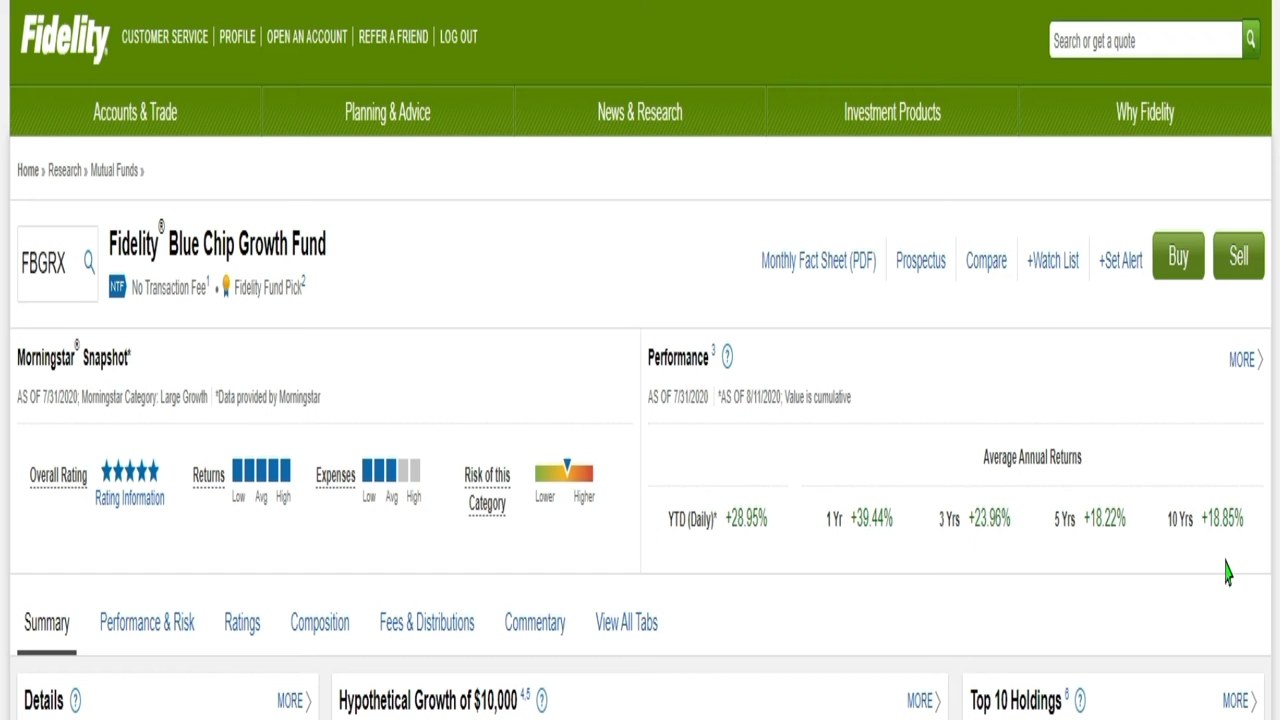 Fidelity CUSTOMER SERVICE | PROFILE | OPEN AN ACCOUNT | REFER A FRIEND | LOG OUT Search or get a quote
Accounts & Trade Planning & Advice News & Research Investment Products Why Fidelity
Home » Research » Mutual Funds »
FBGRX Fidelity® Blue Chip Growth Fund
NTF No Transaction Fee1 • Fidelity Fund Pick2
Monthly Fact Sheet (PDF) Prospectus Compare +Watch List +Set Alert Buy Sell
Morningstar® Snapshot*
AS OF 7/31/2020; Morningstar Category: Large Growth | *Data provided by Morningstar
Overall Rating Rating Information
Returns Low Avg High
Expenses Low Avg High
Risk of this Category Lower Higher
Performance 3 ? MORE
AS OF 7/31/2020 | *AS OF 8/11/2020; Value is cumulative
Average Annual Returns
YTD (Daily)* +28.95% 1 Yr +39.44% 3 Yrs +23.96% 5 Yrs +18.22% 10 Yrs +18.85%
Summary Performance & Risk Ratings Composition Fees & Distributions Commentary View All Tabs
Details ? MORE
Hypothetical Growth of $10,000 4,5 ? MORE
Top 10 Holdings 6 ? MORE